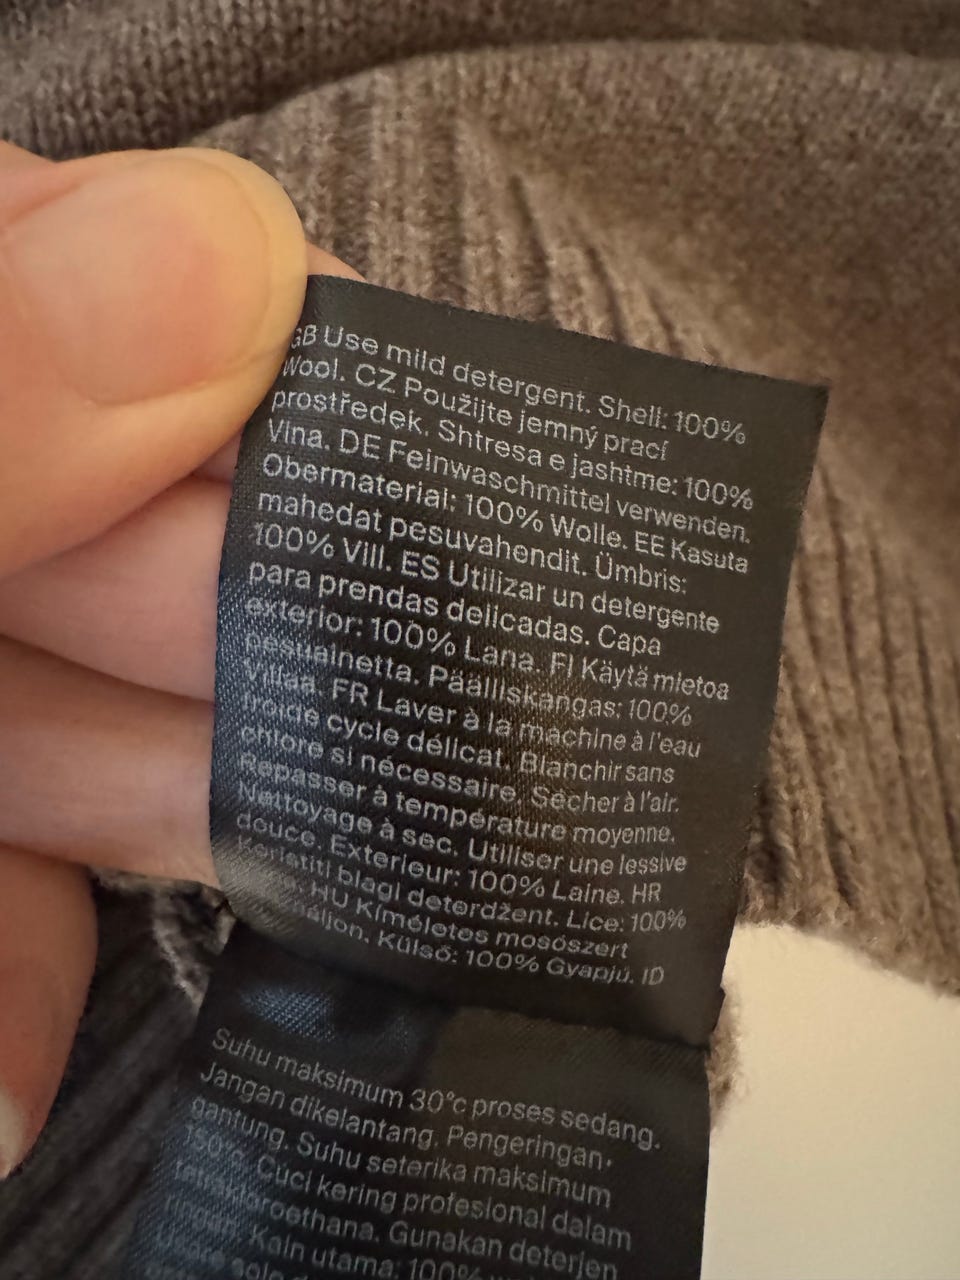 GB Use mild detergent. Shell: 100%
Wool. CZ Použijte jemný prací
prostředek. Shtresa e jashtme: 100%
Vlna. DE Feinwaschmittel verwenden.
Obermaterial: 100% Wolle. EE Kasuta
mahedat pesuvahendit. Ümbris:
100% Vill. ES Utilizar un detergente
para prendas delicadas. Capa
exterior: 100% Lana. FI Käytä mietoa
pesuainetta. Päälliskangas: 100%
Villaa. FR Laver à la machine à l'eau
froide cycle délicat. Blanchir sans
chlore si nécessaire. Sécher à l'air.
Repasser à température moyenne.
Nettoyage à sec. Utiliser une lessive
douce. Extérieur: 100% Laine. HR
Koristiti blagi deterdžent. Lice: 100%
HU Kíméletes mosószert
Külső: 100% Gyapjú. ID
Suhu maksimum 30°c proses sedang.
Jangan dikelantang. Pengeringan
gantung. Suhu seterika maksimum
150°c. Cuci kering profesional dalam
Gunakan deterjen
Kain utama: 100%